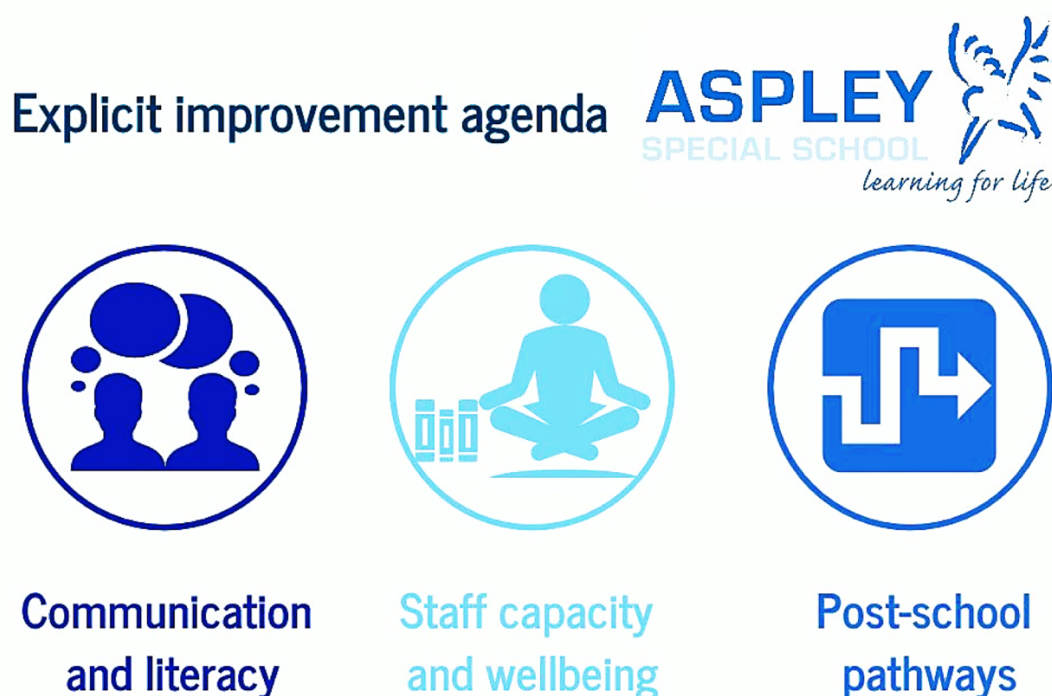 Explicit improvement agenda
ASPLEY
SPECIAL SCHOOL
learning for life
Communication
and literacy
Staff capacity
and wellbeing
Post-school
pathways